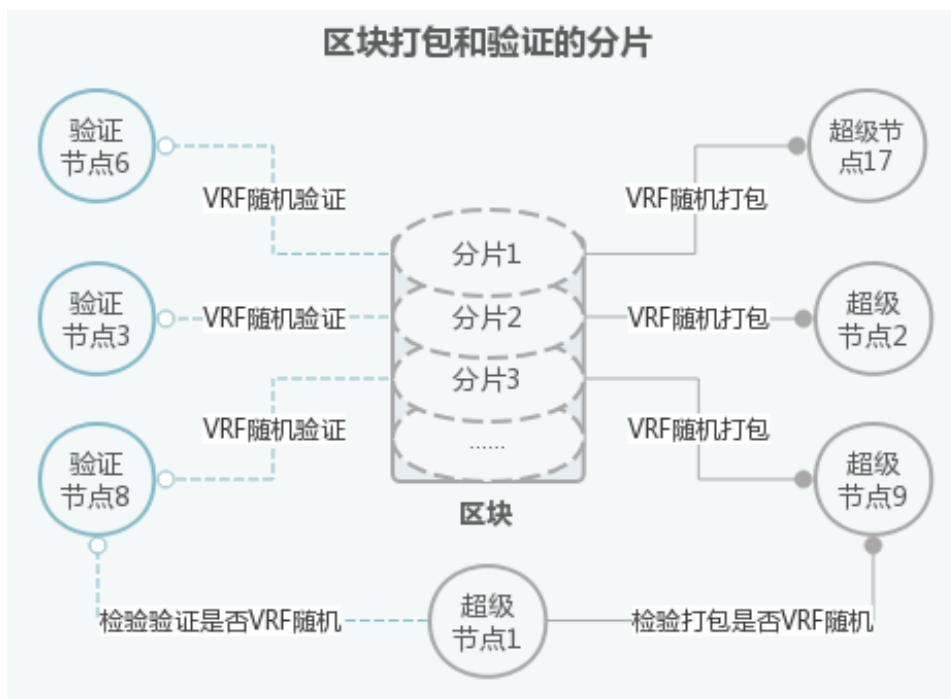 区块打包和验证的分片
验证
节点6
超级节
点17
VRF随机验证
VRF随机打包
分片1
验证
节点3
VRF随机验证
分片2
VRF随机打包
超级
节点2
分片3
VRF随机验证
VRF随机打包
......
验证
节点8
超级
节点9
区块
检验验证是否VRF随机
超级
节点1
检验打包是否VRF随机